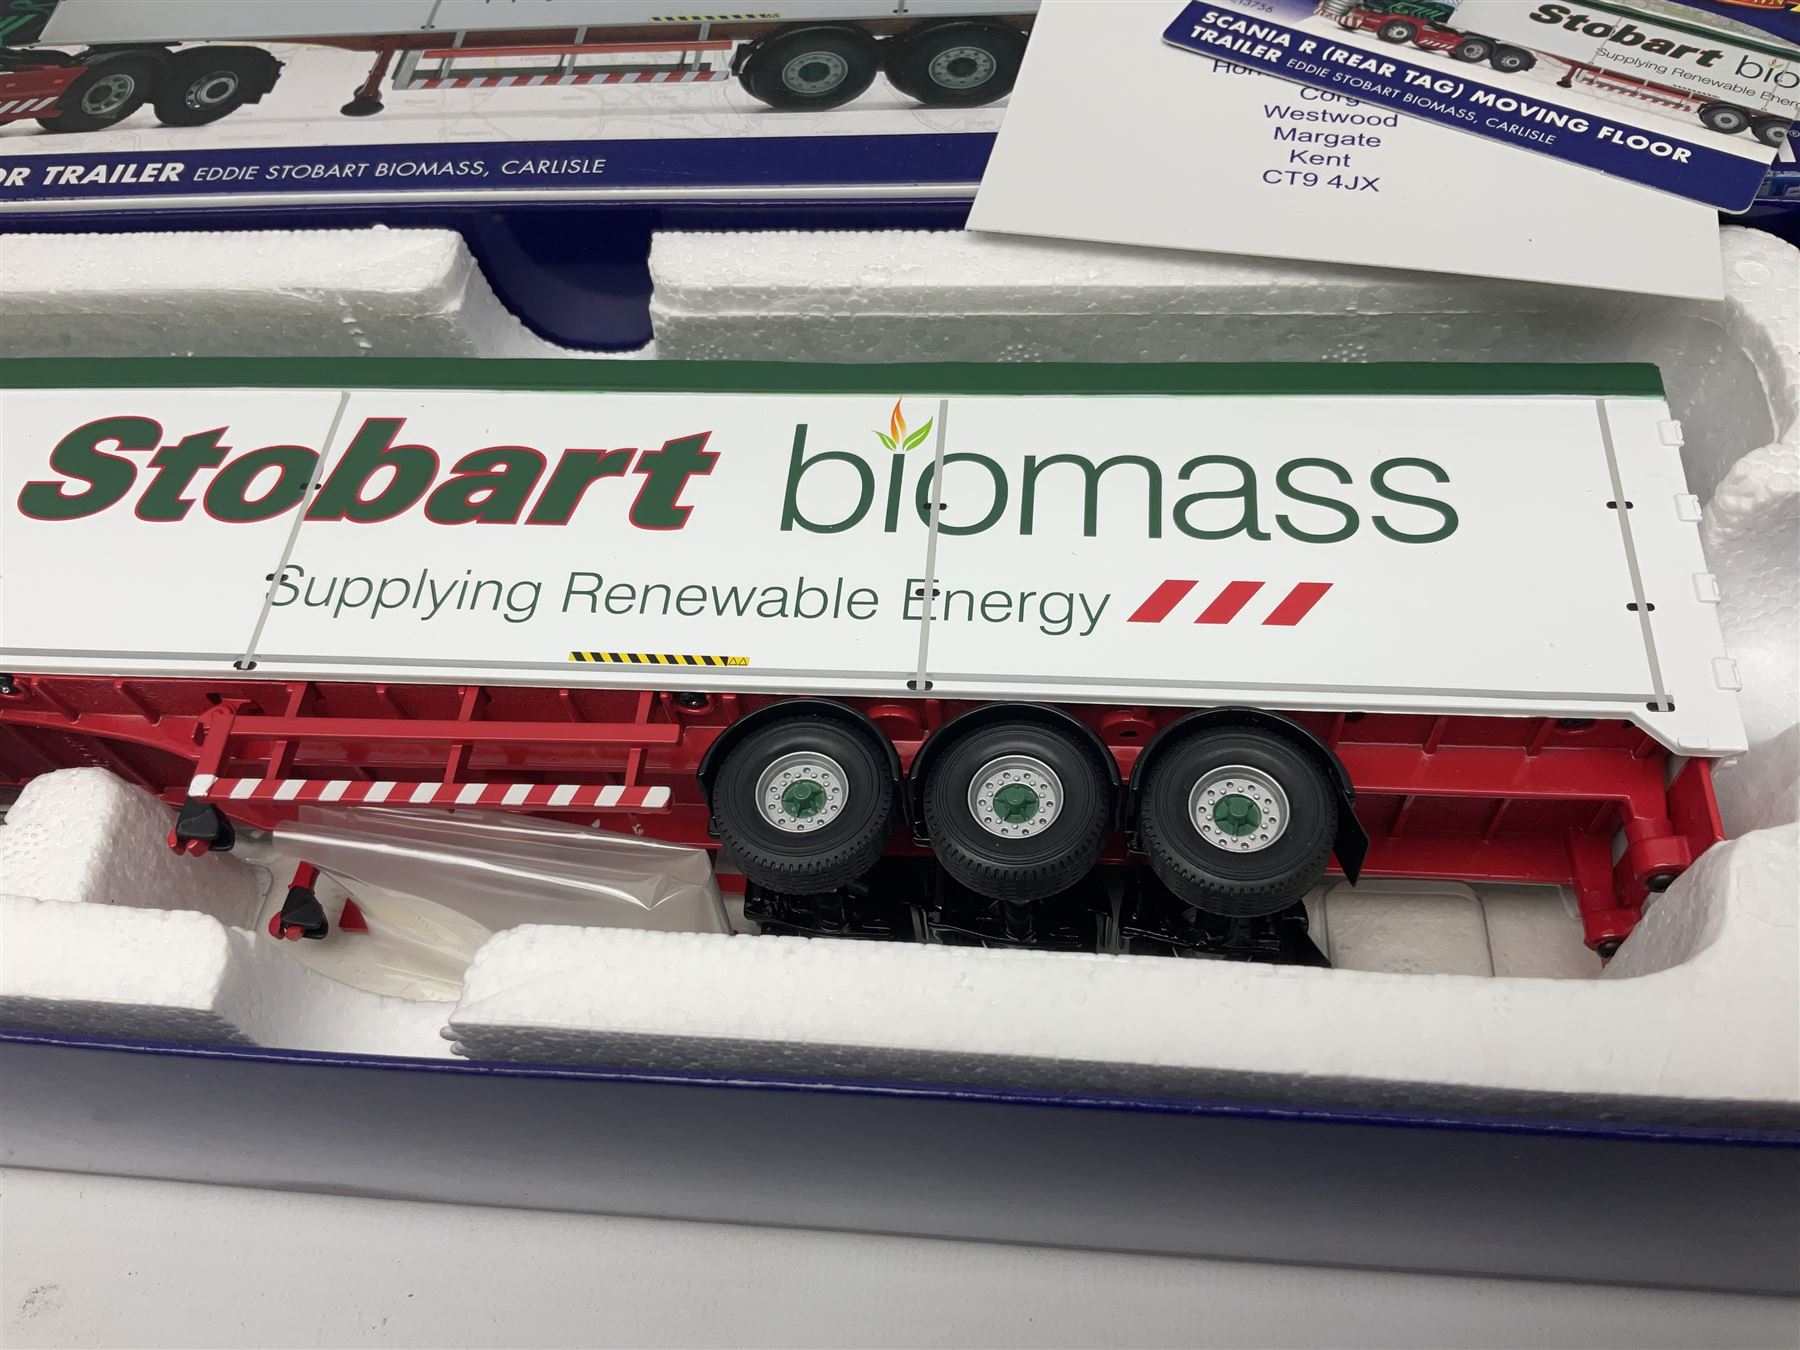 OR TRAILER EDDIE STOBART BIOMASS, CARLISLE
Westwood
Margate
Kent
CT9 4JX
Stobart bio
Supplying Renewable Energy
SCANIA R (REAR TAG) MOVING FLOOR
TRAILER EDDIE STOBART BIOMASS, CARLISLE
Stobart biomass
Supplying Renewable Energy